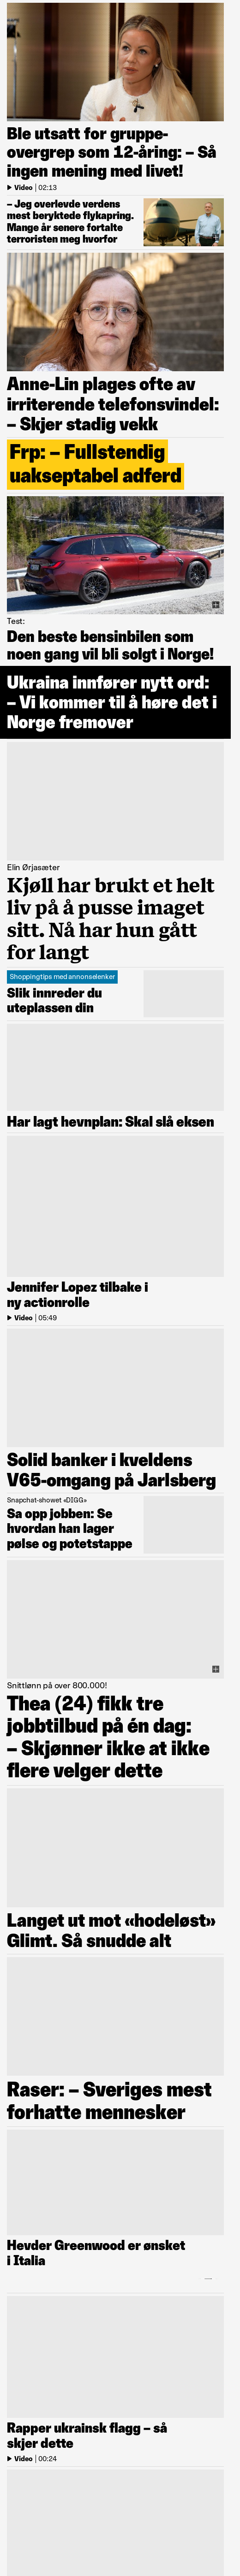 Ble utsatt for gruppe-
overgrep som 12-åring: – Så
ingen mening med livet!
Video | 02:13
– Jeg overlevde verdens
mest beryktede flykapring.
Mange år senere fortalte
terroristen meg hvorfor
Anne-Lin plages ofte av
irriterende telefonsvindel:
– Skjer stadig vekk
Frp: – Fullstendig
uakseptabel adferd
Test:
Den beste bensinbilen som
noen gang vil bli solgt i Norge!
Ukraina innfører nytt ord:
– Vi kommer til å høre det i
Norge fremover
Elin Ørjasæter
Kjøll har brukt et helt
liv på å pusse imaget
sitt. Nå har hun gått
for langt
Shoppingtips med annonselenker
Slik innreder du
uteplassen din
Har lagt hevnplan: Skal slå eksen
Jennifer Lopez tilbake i
ny actionrolle
Video | 05:49
Solid banker i kveldens
V65-omgang på Jarlsberg
Snapchat-showet «DIGG»
Sa opp jobben: Se
hvordan han lager
pølse og potetstappe
Snittlønn på over 800.000!
Thea (24) fikk tre
jobbtilbud på én dag:
– Skjønner ikke at ikke
flere velger dette
Langet ut mot «hodeløst»
Glimt. Så snudde alt
Raser: – Sveriges mest
forhatte mennesker
Hevder Greenwood er ønsket
i Italia
Rapper ukrainsk flagg – så
skjer dette
Video | 00:24